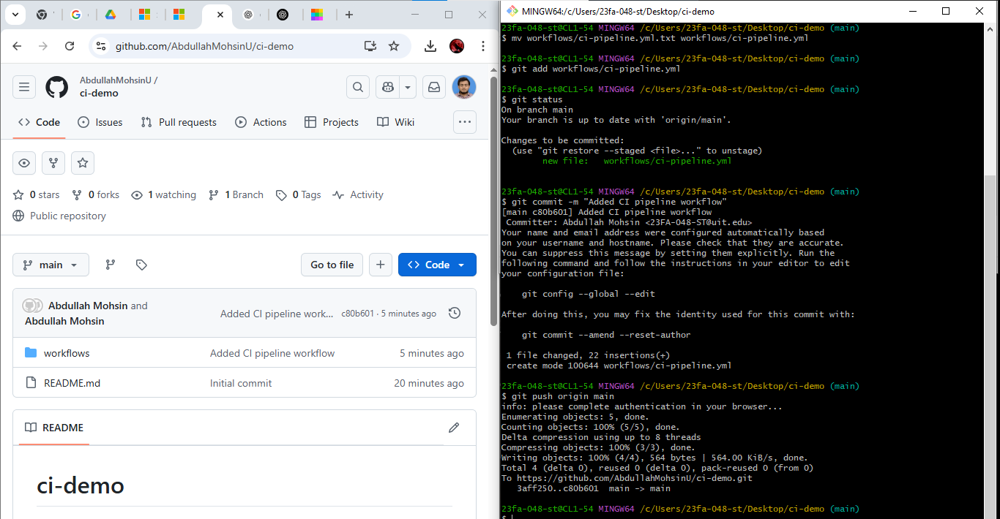 github.com/AbdullahMohsinU/ci-demo
AbdullahMohsinU /
ci-demo
Code
Issues
Pull requests
Actions
Projects
Wiki
0 stars
0 forks
1 watching
1 Branch
0 Tags
Activity
Public repository
main
Go to file
Code
Abdullah Mohsin and
Abdullah Mohsin
Added CI pipeline work...
c80b601 · 5 minutes ago
workflows
Added CI pipeline workflow
5 minutes ago
README.md
Initial commit
20 minutes ago
README
ci-demo
MINGW64:/c/Users/23fa-048-st/Desktop/ci-demo
23fa-048-st@CL1-54 MINGW64 /c/Users/23fa-048-st/Desktop/ci-demo (main)
$ mv workflows/ci-pipeline.yml.txt workflows/ci-pipeline.yml
23fa-048-st@CL1-54 MINGW64 /c/Users/23fa-048-st/Desktop/ci-demo (main)
$ git add workflows/ci-pipeline.yml
23fa-048-st@CL1-54 MINGW64 /c/Users/23fa-048-st/Desktop/ci-demo (main)
$ git status
On branch main
Your branch is up to date with 'origin/main'.
Changes to be committed:
(use "git restore --staged <file>..." to unstage)
new file:   workflows/ci-pipeline.yml
23fa-048-st@CL1-54 MINGW64 /c/Users/23fa-048-st/Desktop/ci-demo (main)
$ git commit -m "Added CI pipeline workflow"
[main c80b601] Added CI pipeline workflow
Committer: Abdullah Mohsin <23FA-048-ST@uit.edu>
Your name and email address were configured automatically based
on your username and hostname. Please check that they are accurate.
You can suppress this message by setting them explicitly. Run the
following command and follow the instructions in your editor to edit
your configuration file:
git config --global --edit
After doing this, you may fix the identity used for this commit with:
git commit --amend --reset-author
1 file changed, 22 insertions(+)
create mode 100644 workflows/ci-pipeline.yml
23fa-048-st@CL1-54 MINGW64 /c/Users/23fa-048-st/Desktop/ci-demo (main)
$ git push origin main
info: please complete authentication in your browser...
Enumerating objects: 5, done.
Counting objects: 100% (5/5), done.
Delta compression using up to 8 threads
Compressing objects: 100% (3/3), done.
Writing objects: 100% (4/4), 564 bytes | 564.00 KiB/s, done.
Total 4 (delta 0), reused 0 (delta 0), pack-reused 0 (from 0)
To https://github.com/AbdullahMohsinU/ci-demo.git
3aff250..c80b601  main -> main
23fa-048-st@CL1-54 MINGW64 /c/Users/23fa-048-st/Desktop/ci-demo (main)
$